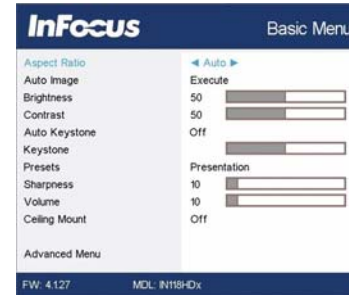 InFocus Basic Menu
Aspect Ratio ◄ Auto ►
Auto Image Execute
Brightness 50
Contrast 50
Auto Keystone Off
Keystone
Presets Presentation
Sharpness 10
Volume 10
Ceiling Mount Off
Advanced Menu
FW: 4.127 MDL: IN118HDx